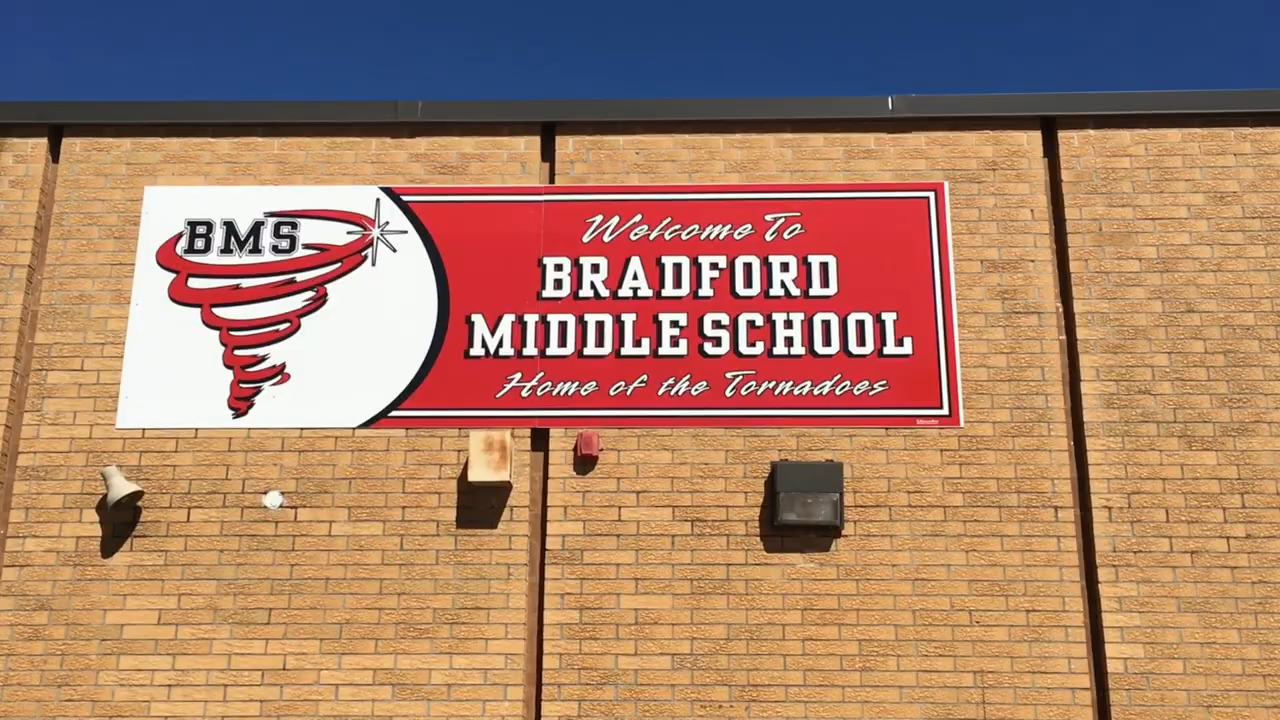 BMS
Welcome To
BRADFORD
MIDDLE SCHOOL
Home of the Tornadoes